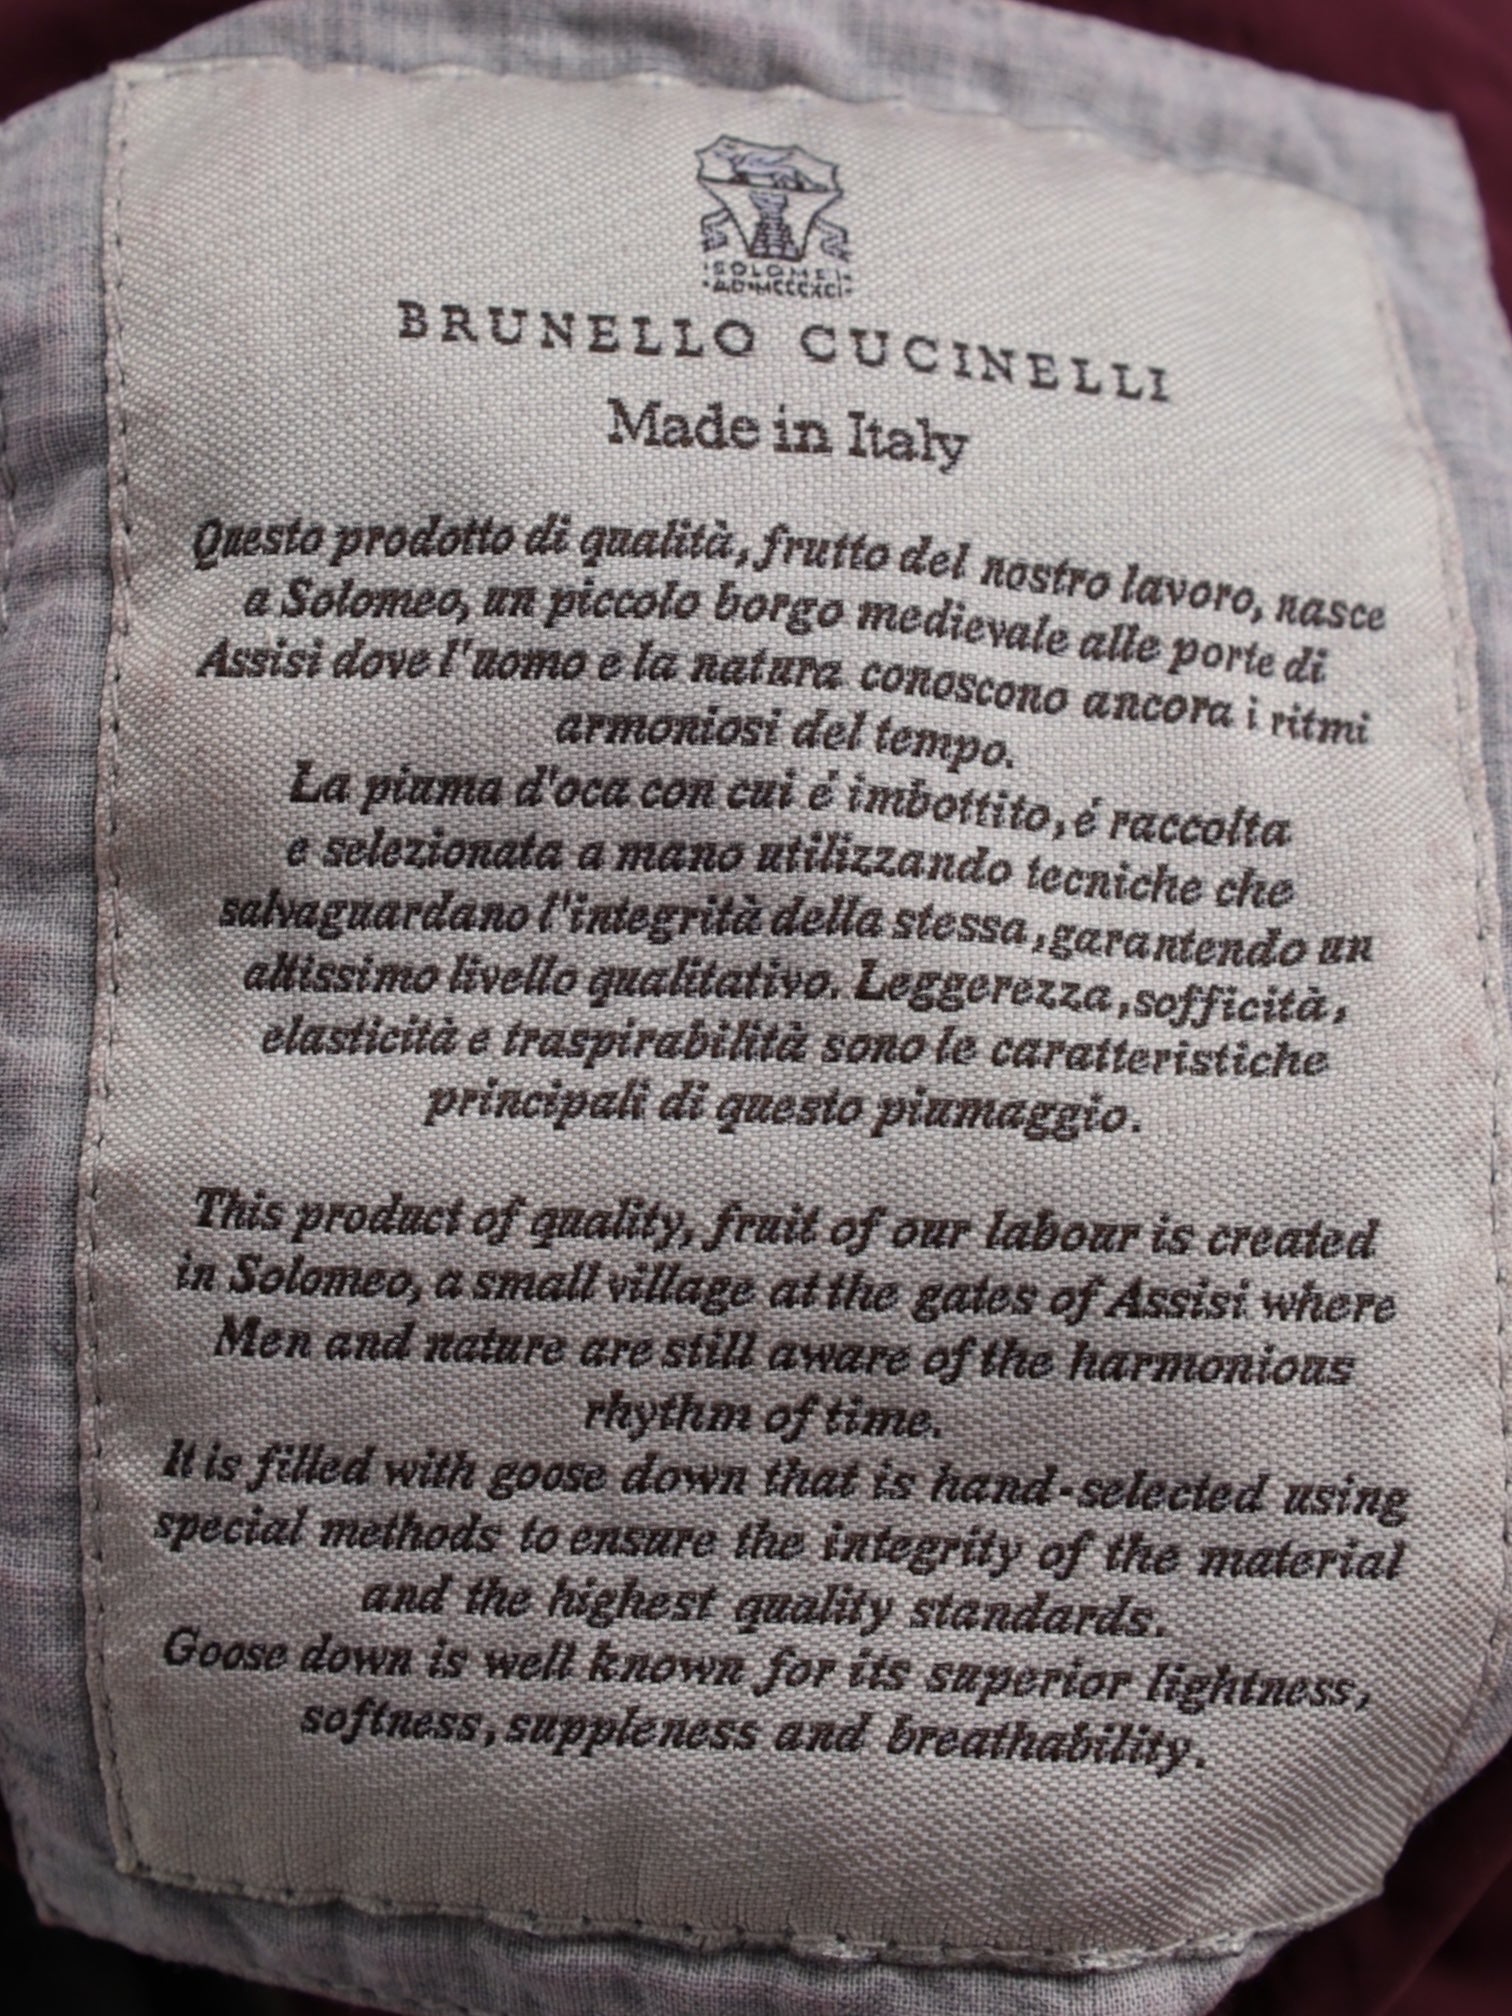 ·SOLOMEI·
·AD·MCCCXCI·
BRUNELLO CUCINELLI
Made in Italy
Questo prodotto di qualità, frutto del nostro lavoro, nasce
a Solomeo, un piccolo borgo medievale alle porte di
Assisi dove l'uomo e la natura conoscono ancora i ritmi
armoniosi del tempo.
La piuma d'oca con cui é imbottito, é raccolta
e selezionata a mano utilizzando tecniche che
salvaguardano l'integrità della stessa, garantendo un
altissimo livello qualitativo. Leggerezza, sofficità,
elasticità e traspirabilità sono le caratteristiche
principali di questo piumaggio.
This product of quality, fruit of our labour is created
in Solomeo, a small village at the gates of Assisi where
Men and nature are still aware of the harmonious
rhythm of time.
It is filled with goose down that is hand-selected using
special methods to ensure the integrity of the material
and the highest quality standards.
Goose down is well known for its superior lightness,
softness, suppleness and breathability.